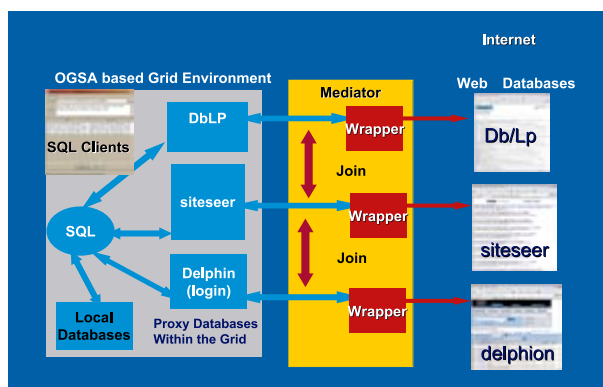 Internet
OGSA based Grid Environment
Web Databases
Mediator
SQL Clients
DbLP
Wrapper
Db/Lp
Join
siteseer
Wrapper
siteseer
SQL
Join
Delphin
(login)
Wrapper
Local
Databases
Proxy Databases
Within the Grid
delphion